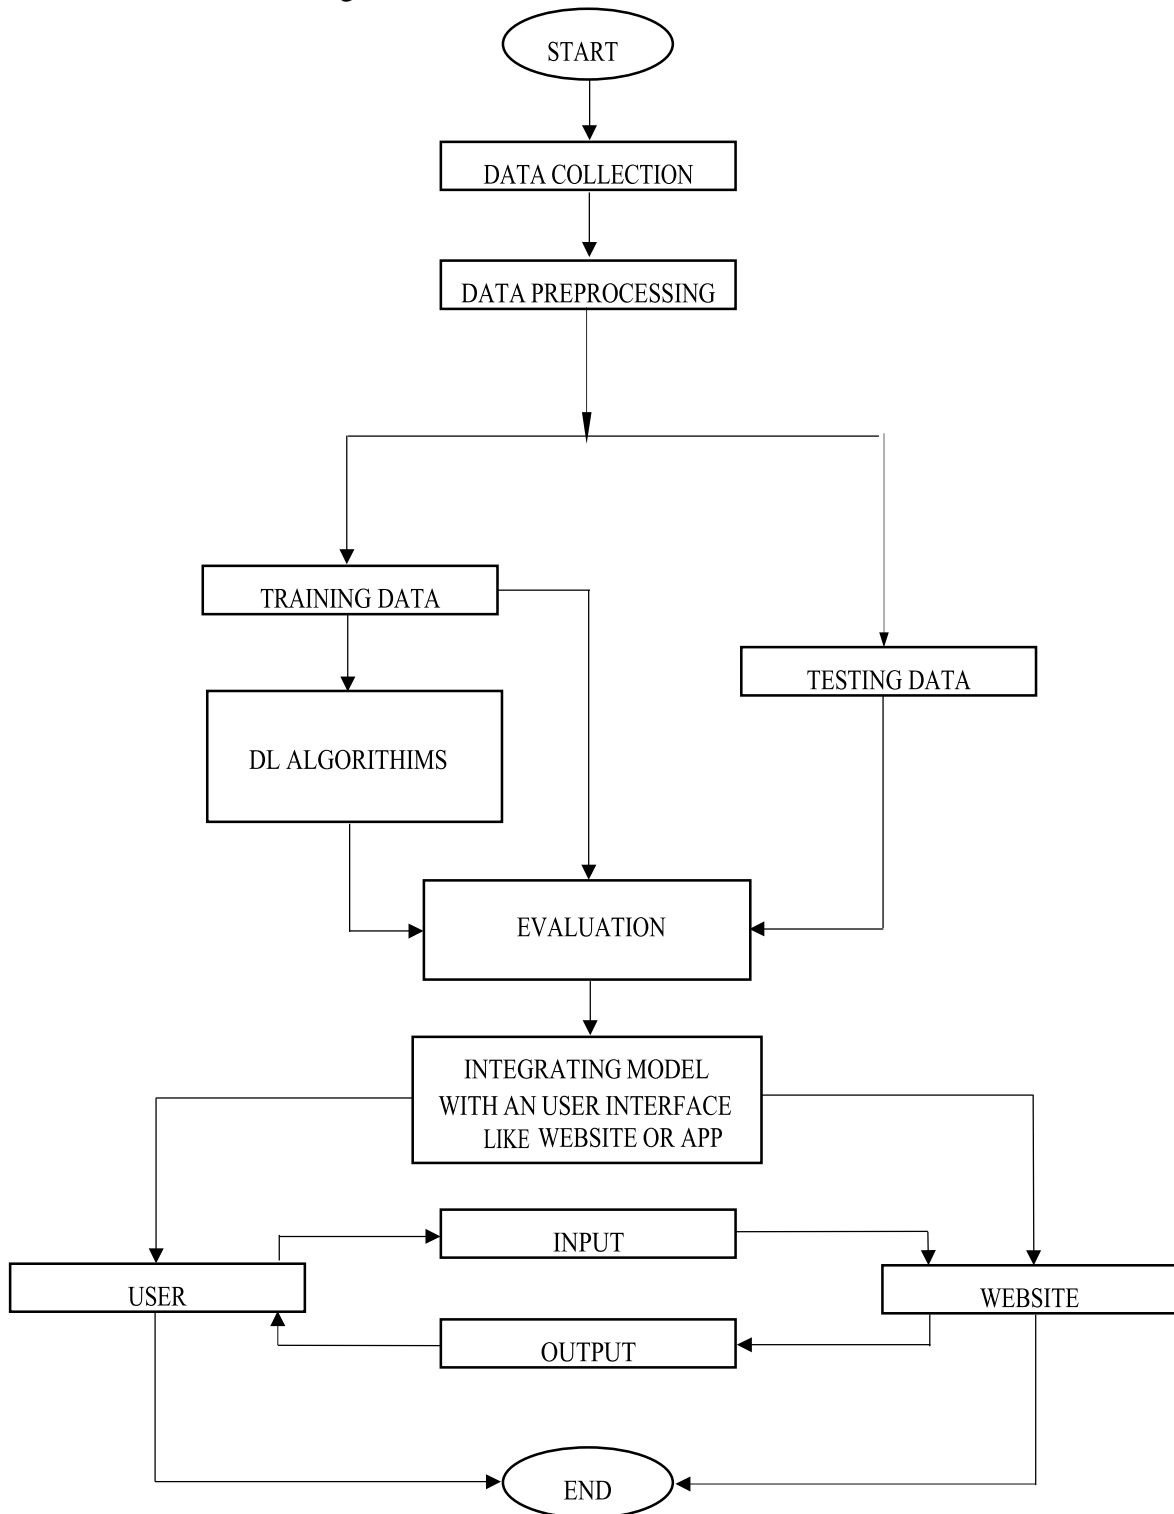 START
DATA COLLECTION
DATA PREPROCESSING
TRAINING DATA
TESTING DATA
DL ALGORITHIMS
EVALUATION
INTEGRATING MODEL
WITH AN USER INTERFACE
LIKE WEBSITE OR APP
INPUT
USER
WEBSITE
OUTPUT
END